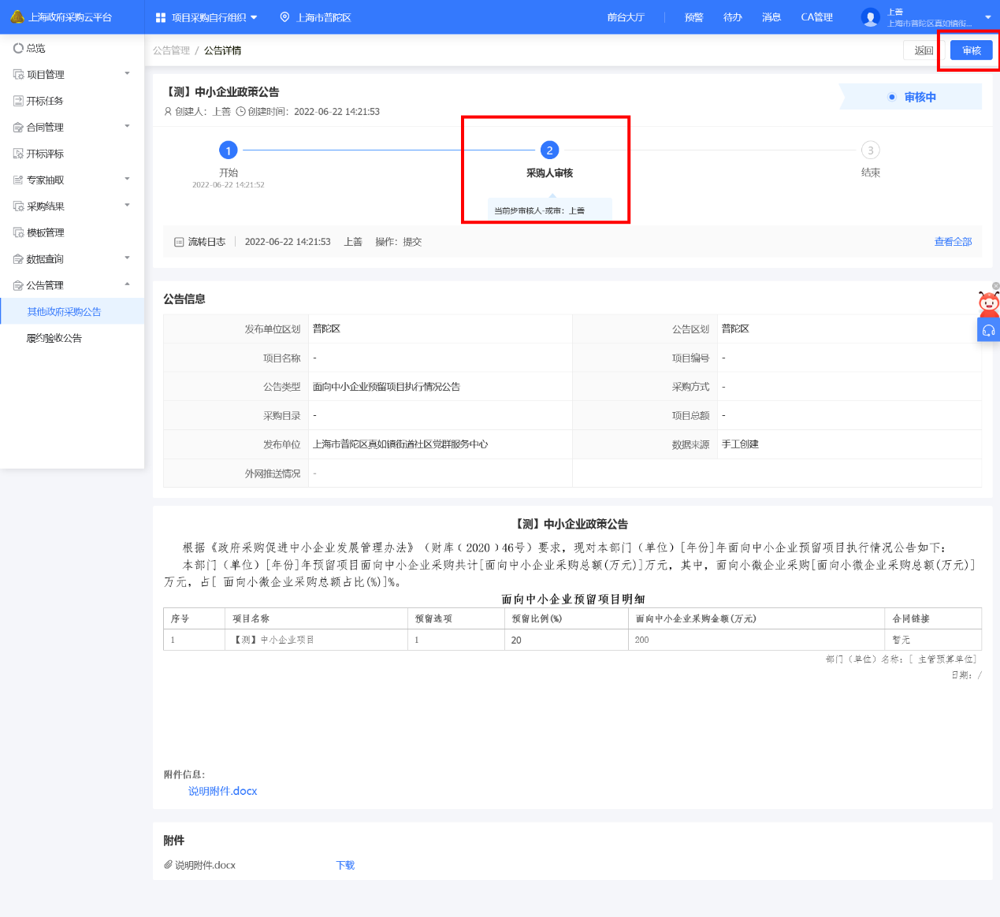 上海政府采购云平台 项目采购自行组织 上海市普陀区 前台大厅 预警 待办 消息 CA管理 上善
上海市普陀区真如镇街...
总览
项目管理
开标任务
合同管理
开标评标
专家抽取
采购结果
模板管理
数据查询
公告管理
其他政府采购公告
履约验收公告
公告管理 / 公告详情 返回 审核
【测】中小企业政策公告
创建人：上善 创建时间：2022-06-22 14:21:53
审核中
1 2 3
开始 采购人审核 结束
2022-06-22 14:21:52
当前步审核人-或审：上善
流转日志 2022-06-22 14:21:53 上善 操作：提交 查看全部
公告信息
发布单位区划 普陀区 公告区划 普陀区
项目名称 - 项目编号 -
公告类型 面向中小企业预留项目执行情况公告 采购方式 -
采购目录 - 项目总额 -
发布单位 上海市普陀区真如镇街道社区党群服务中心 数据来源 手工创建
外网推送情况 -
【测】中小企业政策公告
根据《政府采购促进中小企业发展管理办法》（财库﹝2020﹞46号）要求，现对本部门（单位）[年份]年面向中小企业预留项目执行情况公告如下：
本部门（单位）[年份]年预留项目面向中小企业采购共计[面向中小企业采购总额(万元)]万元，其中，面向小微企业采购[面向小微企业采购总额(万元)]
万元，占[ 面向小微企业采购总额占比(%)]%。
面向中小企业预留项目明细
序号 项目名称 预留选项 预留比例(%) 面向中小企业采购金额(万元) 合同链接
1 【测】中小企业项目 1 20 200 暂无
部门（单位）名称：[ 主管预算单位]
日期：/
附件信息：
说明附件.docx
附件
说明附件.docx 下载